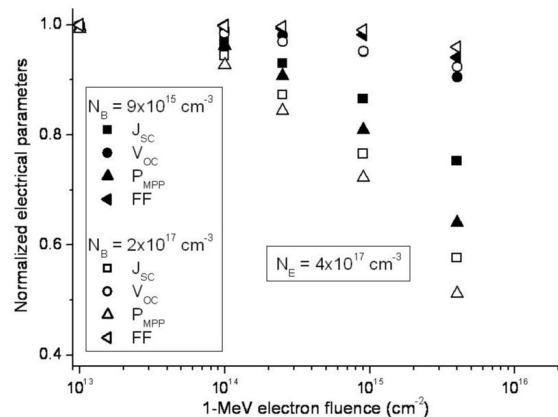 Normalized electrical parameters
1.0
0.8
0.6
0.4
N_B = 9x10^15 cm^-3
J_SC
V_OC
P_MPP
FF
N_B = 2x10^17 cm^-3
J_SC
V_OC
P_MPP
FF
N_E = 4x10^17 cm^-3
10^13
10^14
10^15
10^16
1-MeV electron fluence (cm^-2)